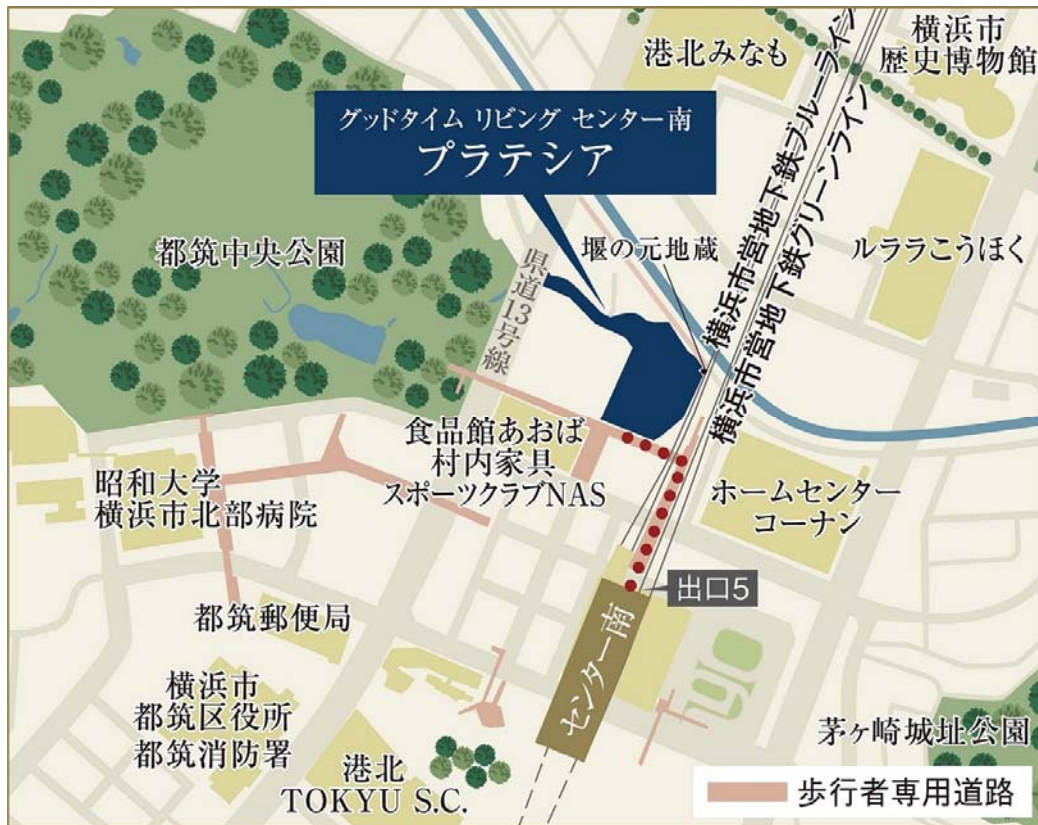 港北みなも
横浜市
歴史博物館
グッドタイム リビング センター南
プラテシア
横浜市営地下鉄ブルーライン
横浜市営地下鉄グリーンライン
都筑中央公園
県道13号線
堰の元地蔵
ルララこうほく
食品館あおば
村内家具
スポーツクラブNAS
昭和大学
横浜市北部病院
ホームセンター
コーナン
出口5
センター南
都筑郵便局
横浜市
都筑区役所
都筑消防署
港北
TOKYU S.C.
茅ヶ崎城址公園
歩行者専用道路